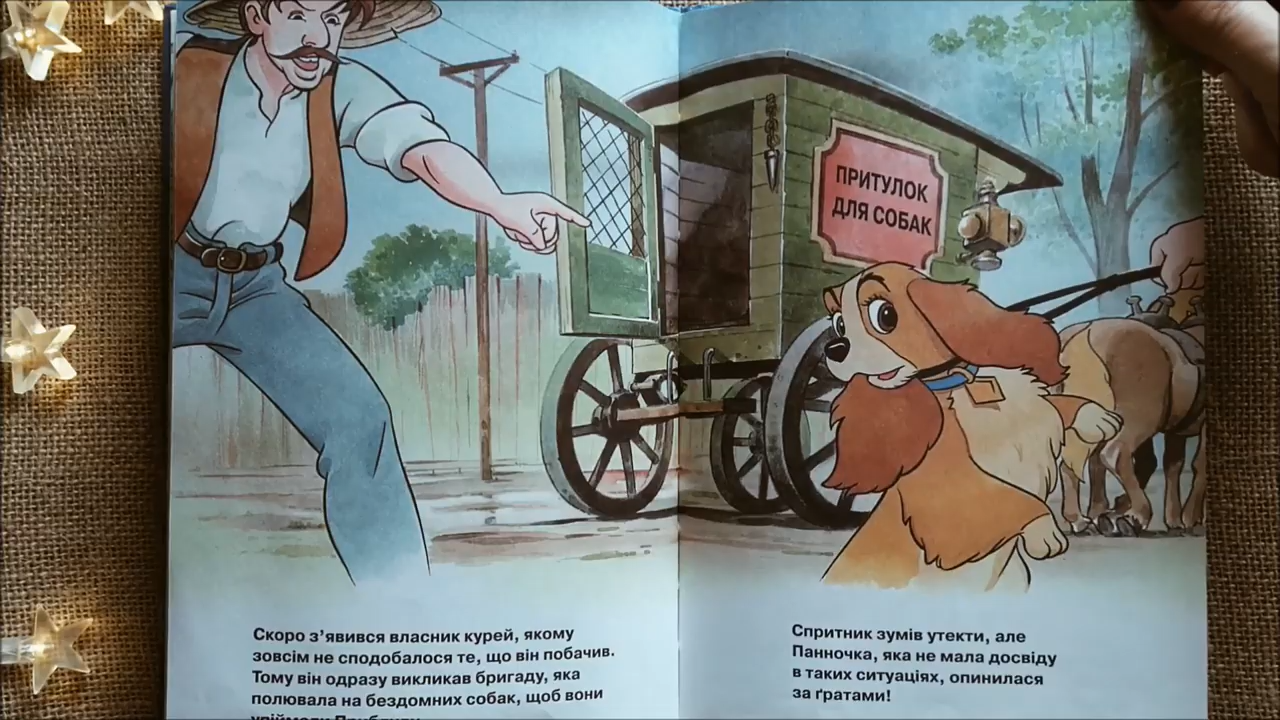 ПРИТУЛОК
ДЛЯ СОБАК
Скоро з’явився власник курей, якому
зовсім не сподобалося те, що він побачив.
Тому він одразу викликав бригаду, яка
полювала на бездомних собак, щоб вони
Спритник зумів утекти, але
Панночка, яка не мала досвіду
в таких ситуаціях, опинилася
за ґратами!